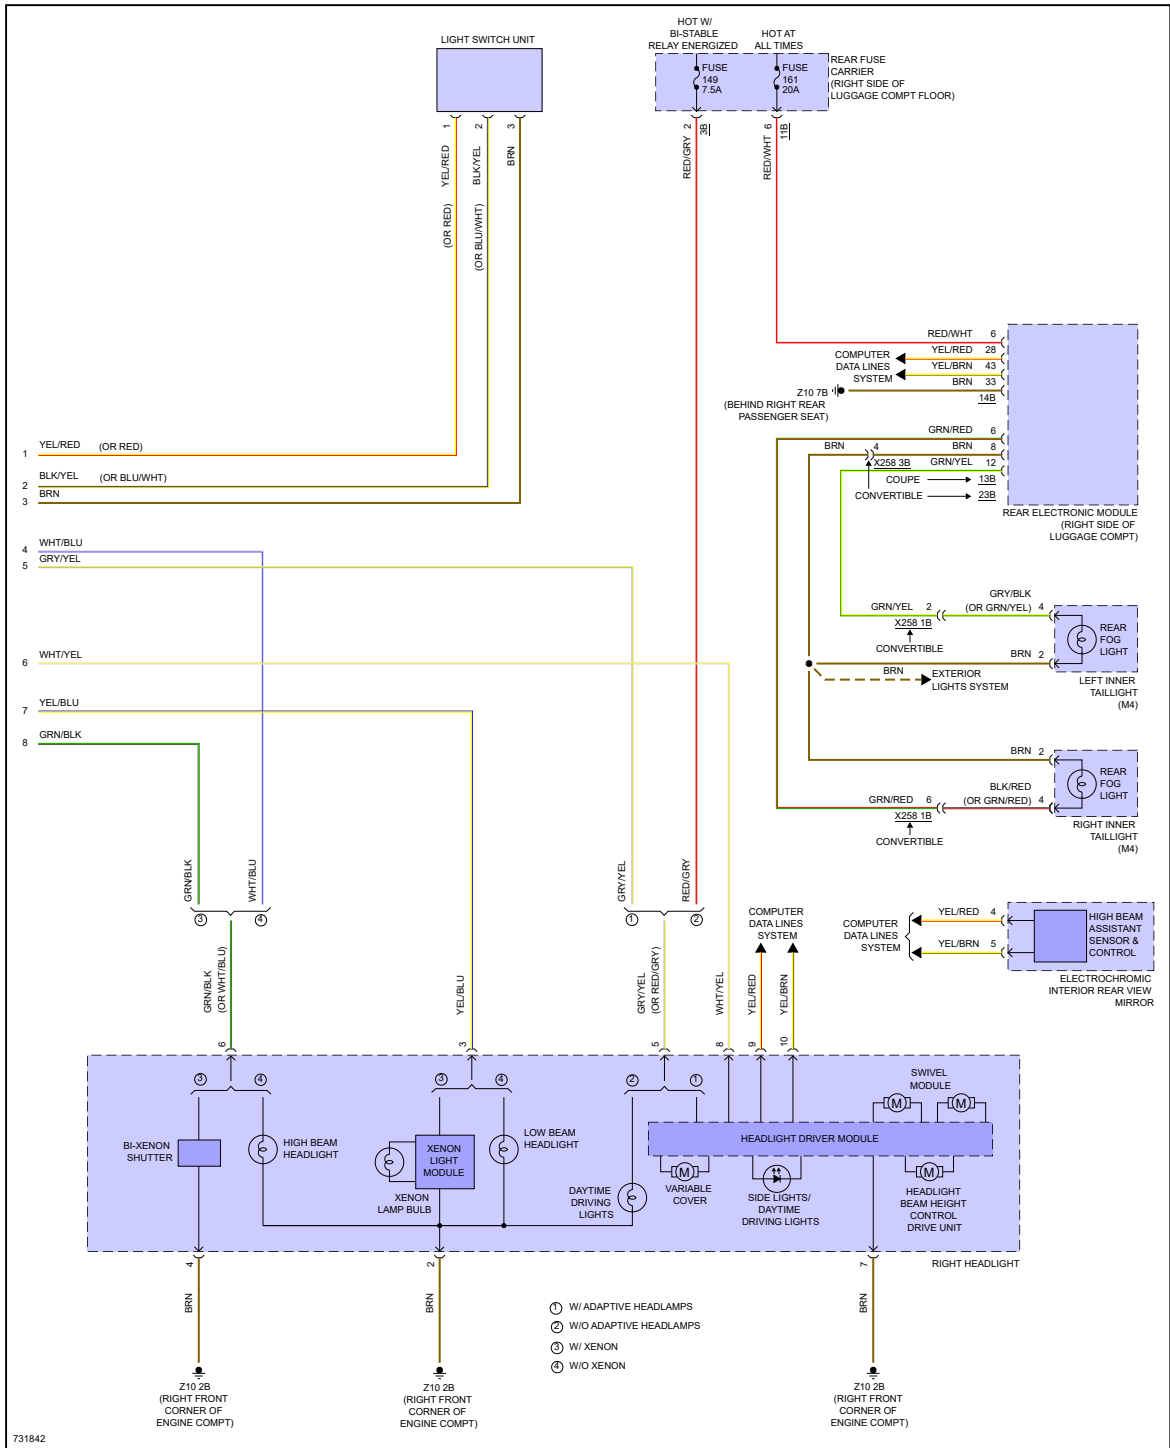 LIGHT SWITCH UNIT
HOT W/
BI-STABLE
RELAY ENERGIZED
HOT AT
ALL TIMES
FUSE
149
7.5A
FUSE
161
20A
REAR FUSE
CARRIER
(RIGHT SIDE OF
LUGGAGE COMPT FLOOR)
1
2
3
2
3B
6
11B
YEL/RED
(OR RED)
BLK/YEL
(OR BLU/WHT)
BRN
RED/GRY
RED/WHT
RED/WHT 6
YEL/RED 28
YEL/BRN 43
BRN 33
14B
COMPUTER
DATA LINES
SYSTEM
Z10 7B
(BEHIND RIGHT REAR
PASSENGER SEAT)
GRN/RED 6
BRN 4 BRN 8
X258 3B GRN/YEL 12
COUPE 13B
CONVERTIBLE 23B
REAR ELECTRONIC MODULE
(RIGHT SIDE OF
LUGGAGE COMPT)
1 YEL/RED (OR RED)
2 BLK/YEL (OR BLU/WHT)
3 BRN
4 WHT/BLU
5 GRY/YEL
6 WHT/YEL
7 YEL/BLU
8 GRN/BLK
GRN/YEL 2
X258 1B
CONVERTIBLE
GRY/BLK
(OR GRN/YEL) 4
BRN 2
REAR
FOG
LIGHT
BRN
EXTERIOR
LIGHTS SYSTEM
LEFT INNER
TAILLIGHT
(M4)
BRN 2
GRN/RED 6
X258 1B
CONVERTIBLE
BLK/RED
(OR GRN/RED) 4
REAR
FOG
LIGHT
RIGHT INNER
TAILLIGHT
(M4)
GRN/BLK
WHT/BLU
GRY/YEL
RED/GRY
3
4
1
2
COMPUTER
DATA LINES
SYSTEM
COMPUTER
DATA LINES
SYSTEM
YEL/RED 4
YEL/BRN 5
HIGH BEAM
ASSISTANT
SENSOR &
CONTROL
ELECTROCHROMIC
INTERIOR REAR VIEW
MIRROR
GRN/BLK
(OR WHT/BLU)
YEL/BLU
GRY/YEL
(OR RED/GRY)
WHT/YEL
YEL/RED
YEL/BRN
6
3
5
8
9
10
3
4
3
4
2
1
SWIVEL
MODULE
M
M
BI-XENON
SHUTTER
HIGH BEAM
HEADLIGHT
XENON
LIGHT
MODULE
XENON
LAMP BULB
LOW BEAM
HEADLIGHT
DAYTIME
DRIVING
LIGHTS
HEADLIGHT DRIVER MODULE
M
VARIABLE
COVER
SIDE LIGHTS/
DAYTIME
DRIVING LIGHTS
M
HEADLIGHT
BEAM HEIGHT
CONTROL
DRIVE UNIT
RIGHT HEADLIGHT
4
2
7
BRN
BRN
BRN
1 W/ ADAPTIVE HEADLAMPS
2 W/O ADAPTIVE HEADLAMPS
3 W/ XENON
4 W/O XENON
Z10 2B
(RIGHT FRONT
CORNER OF
ENGINE COMPT)
Z10 2B
(RIGHT FRONT
CORNER OF
ENGINE COMPT)
Z10 2B
(RIGHT FRONT
CORNER OF
ENGINE COMPT)
731842